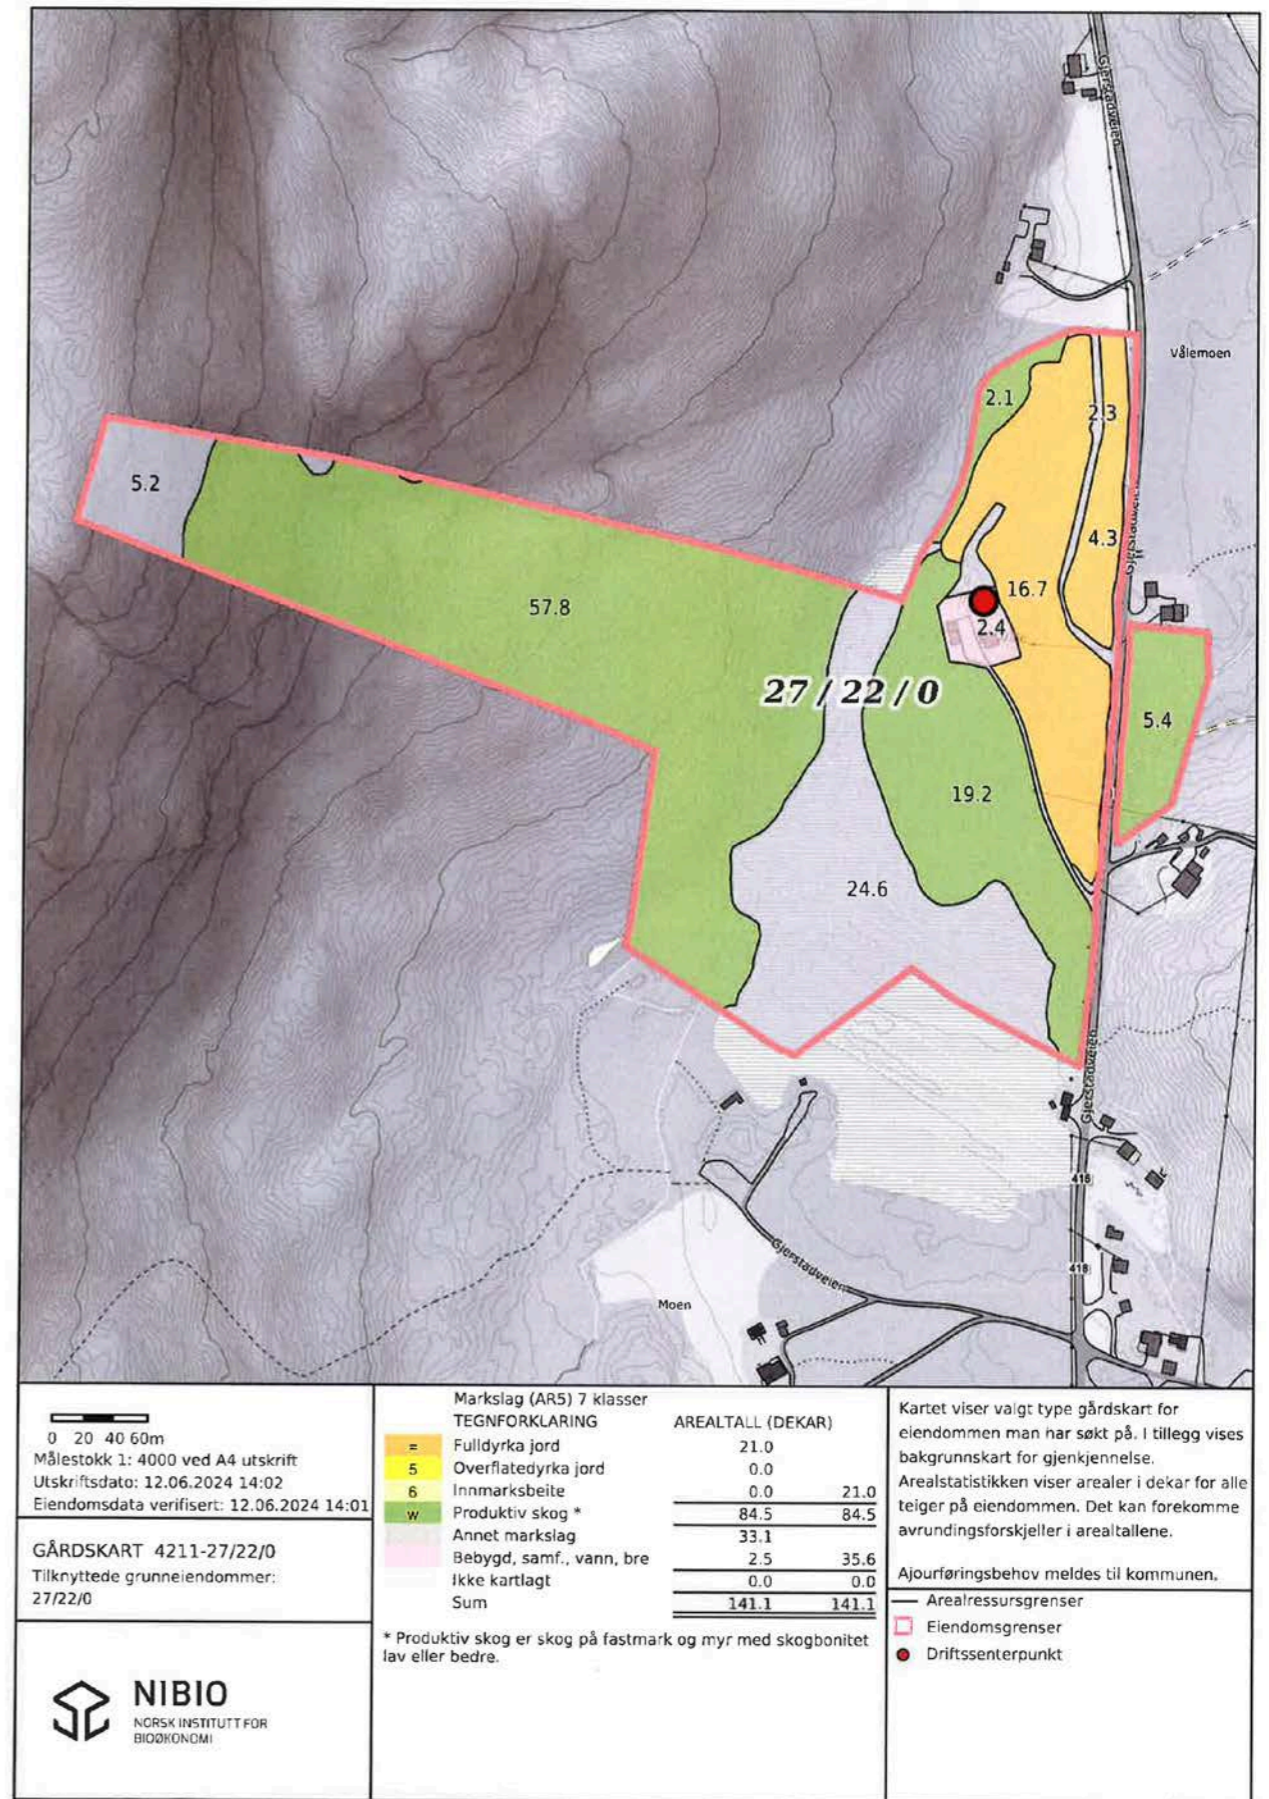 Gjerstadveien
Vålemoen
2.1
2.3
5.2
4.3
Gjerstadveien
57.8
16.7
2.4
27 / 22 / 0
5.4
19.2
24.6
Gjerstadveien
418
Gjerstadveien
418
Moen
0 20 40 60m
Målestokk 1: 4000 ved A4 utskrift
Utskriftsdato: 12.06.2024 14:02
Eiendomsdata verifisert: 12.06.2024 14:01
GÅRDSKART 4211-27/22/0
Tilknyttede grunneiendommer:
27/22/0
NIBIO
NORSK INSTITUTT FOR
BIOØKONOMI
Markslag (AR5) 7 klasser
TEGNFORKLARING AREALTALL (DEKAR)
= Fulldyrka jord 21.0
5 Overflatedyrka jord 0.0
6 Innmarksbeite 0.0 21.0
w Produktiv skog * 84.5 84.5
Annet markslag 33.1
Bebygd, samf., vann, bre 2.5 35.6
Ikke kartlagt 0.0 0.0
Sum 141.1 141.1
* Produktiv skog er skog på fastmark og myr med skogbonitet
lav eller bedre.
Kartet viser valgt type gårdskart for
eiendommen man har søkt på. I tillegg vises
bakgrunnskart for gjenkjennelse.
Arealstatistikken viser arealer i dekar for alle
teiger på eiendommen. Det kan forekomme
avrundingsforskjeller i arealtallene.
Ajourføringsbehov meldes til kommunen.
Arealressursgrenser
Eiendomsgrenser
Driftssenterpunkt